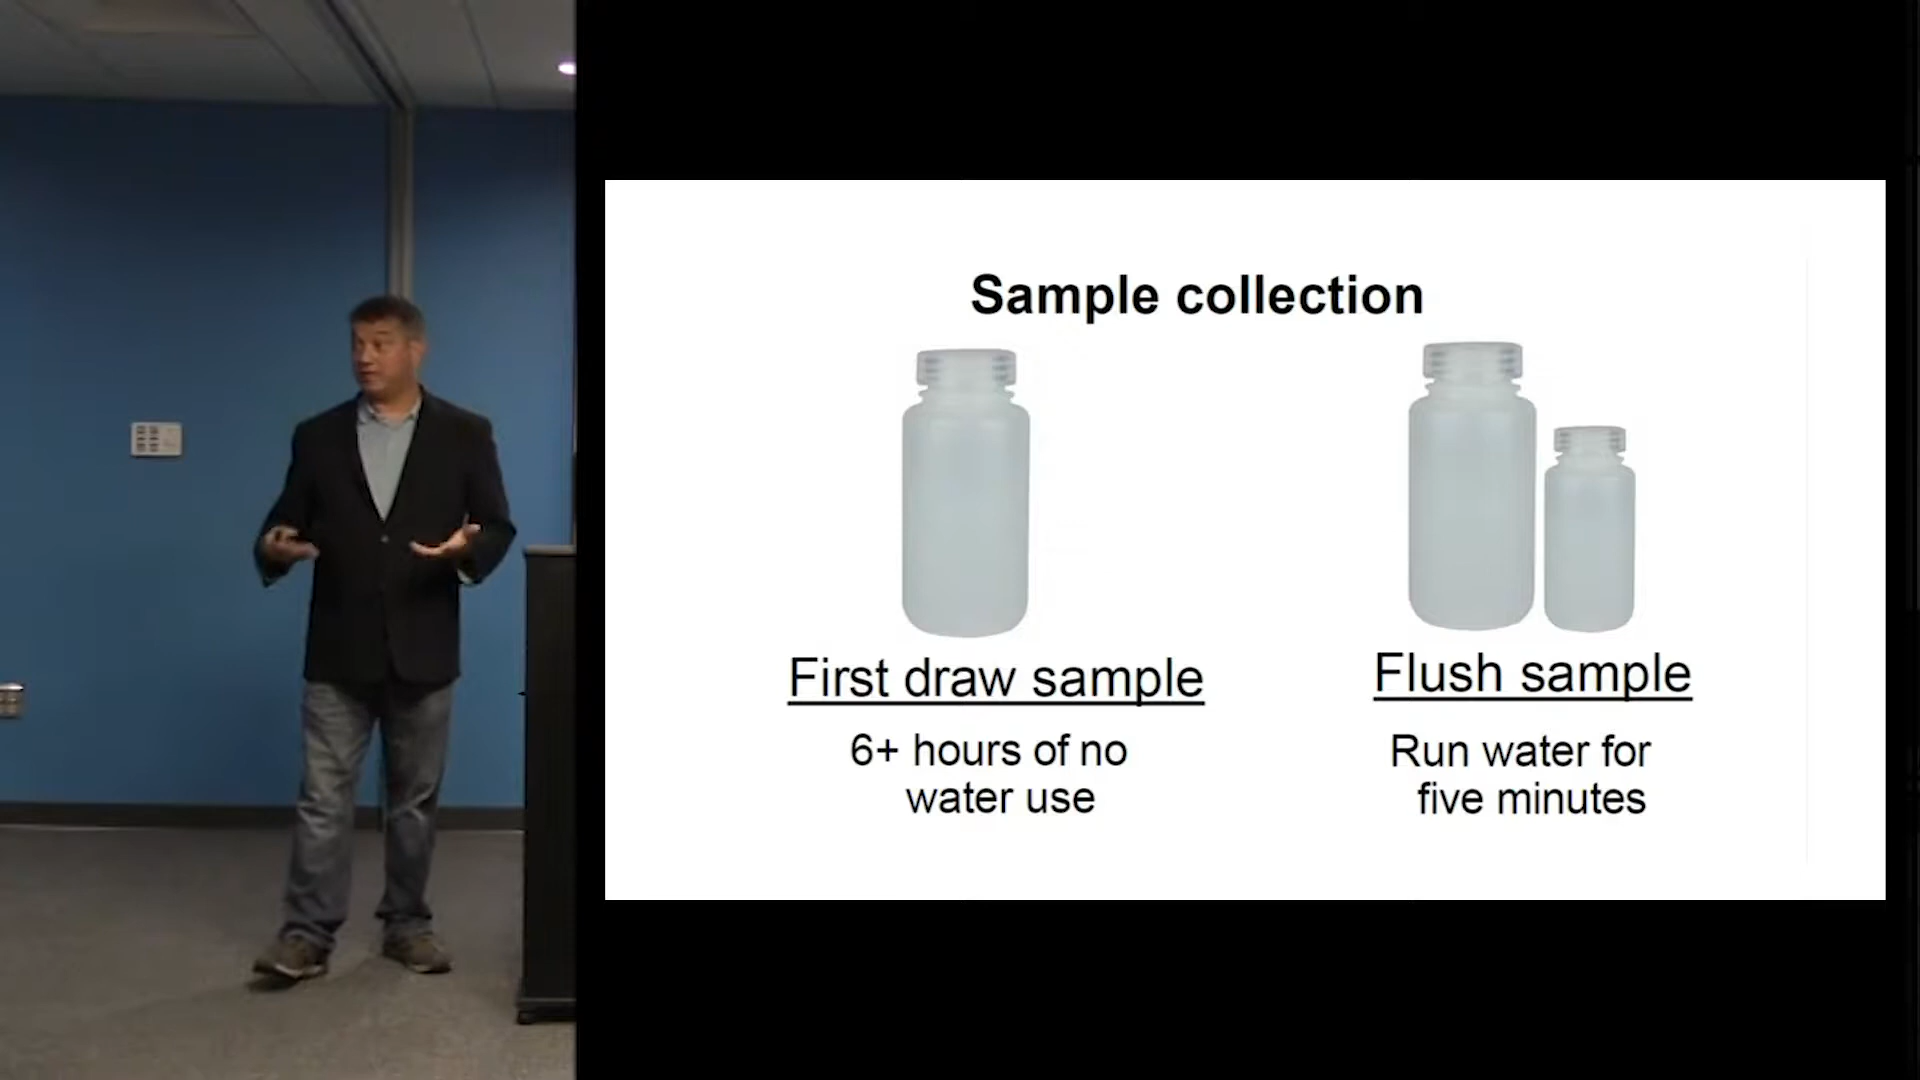 Sample collection
First draw sample
6+ hours of no
water use
Flush sample
Run water for
five minutes